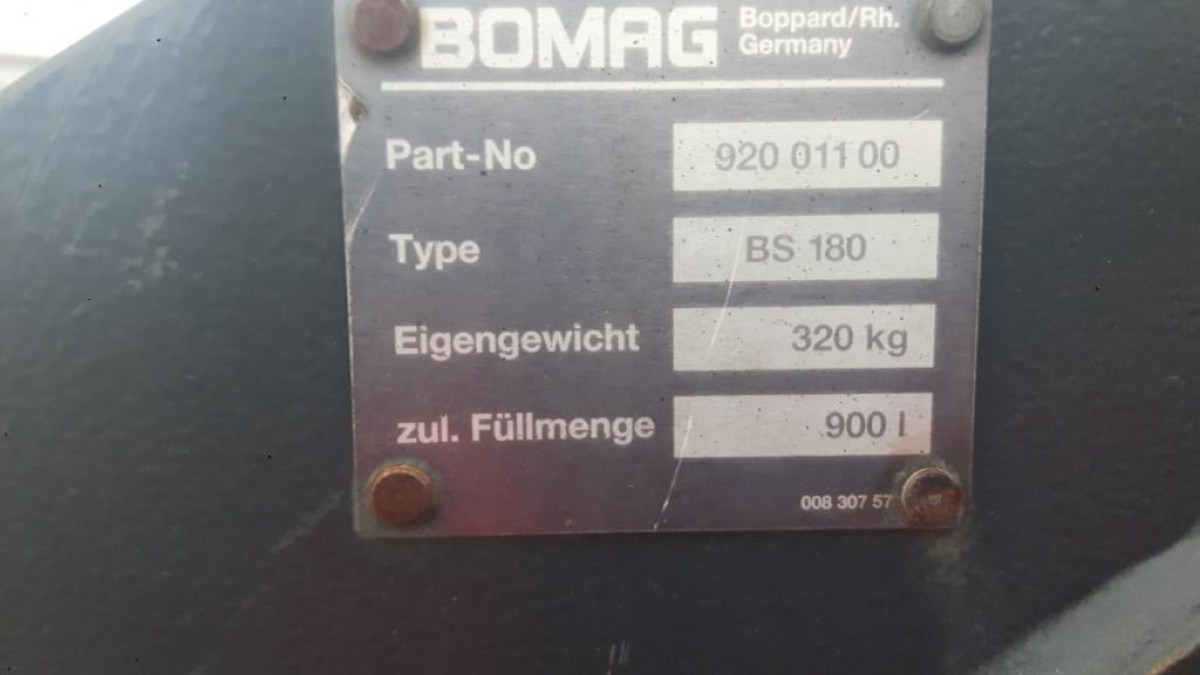 BOMAG Boppard/Rh.
Germany
Part-No 920 011 00
Type BS 180
Eigengewicht 320 kg
zul. Füllmenge 900 l
008 307 57